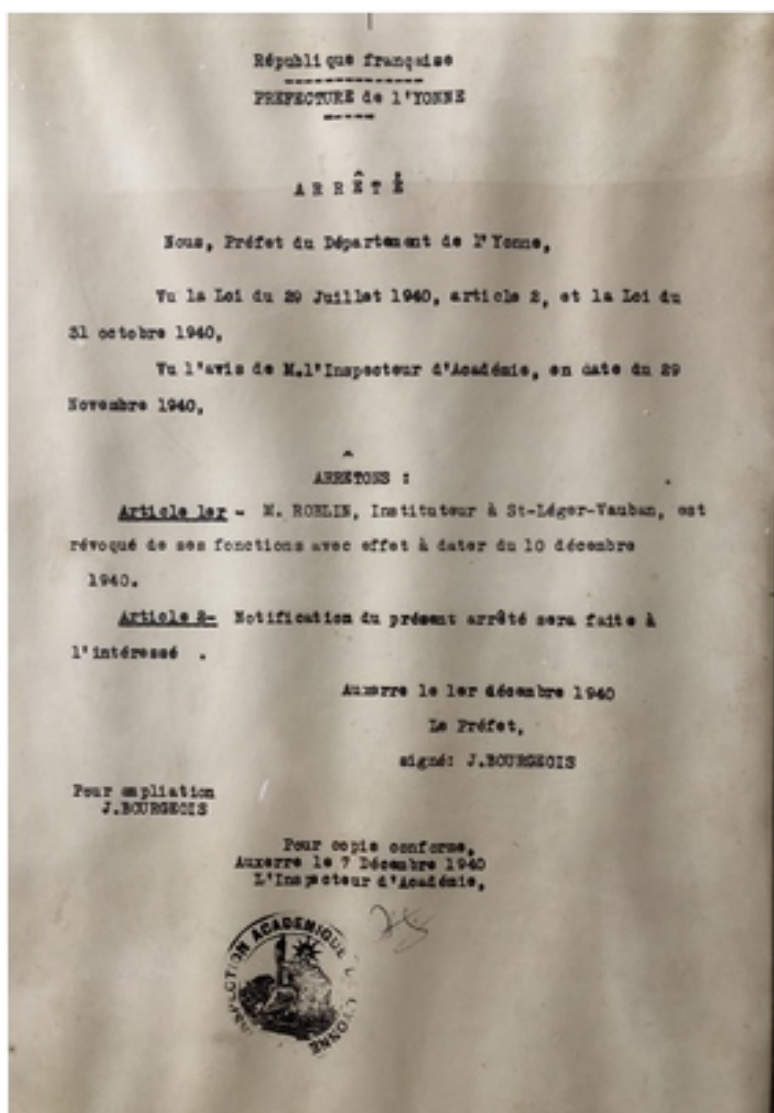 République française
PREFECTURE de l'YONNE
ARRÊTÉ
Nous, Préfet du Département de l'Yonne,
Vu la Loi du 29 Juillet 1940, article 2, et la Loi du
31 octobre 1940,
Vu l'avis de M.l'Inspecteur d'Académie, en date du 29
Novembre 1940,
ARRÊTONS :
Article 1er - M. ROBLIN, Instituteur à St-Léger-Vauban, est
révoqué de ses fonctions avec effet à dater du 10 décembre
1940.
Article 2- Notification du présent arrêté sera faite à
l'intéressé .
Auxerre le 1er décembre 1940
Le Préfet,
signé: J.BOURGEOIS
Pour ampliation
J.BOURGEOIS
Pour copie conforme,
Auxerre le 7 Décembre 1940
L'Inspecteur d'Académie,
INSPECTION ACADEMIQUE DE L'YONNE